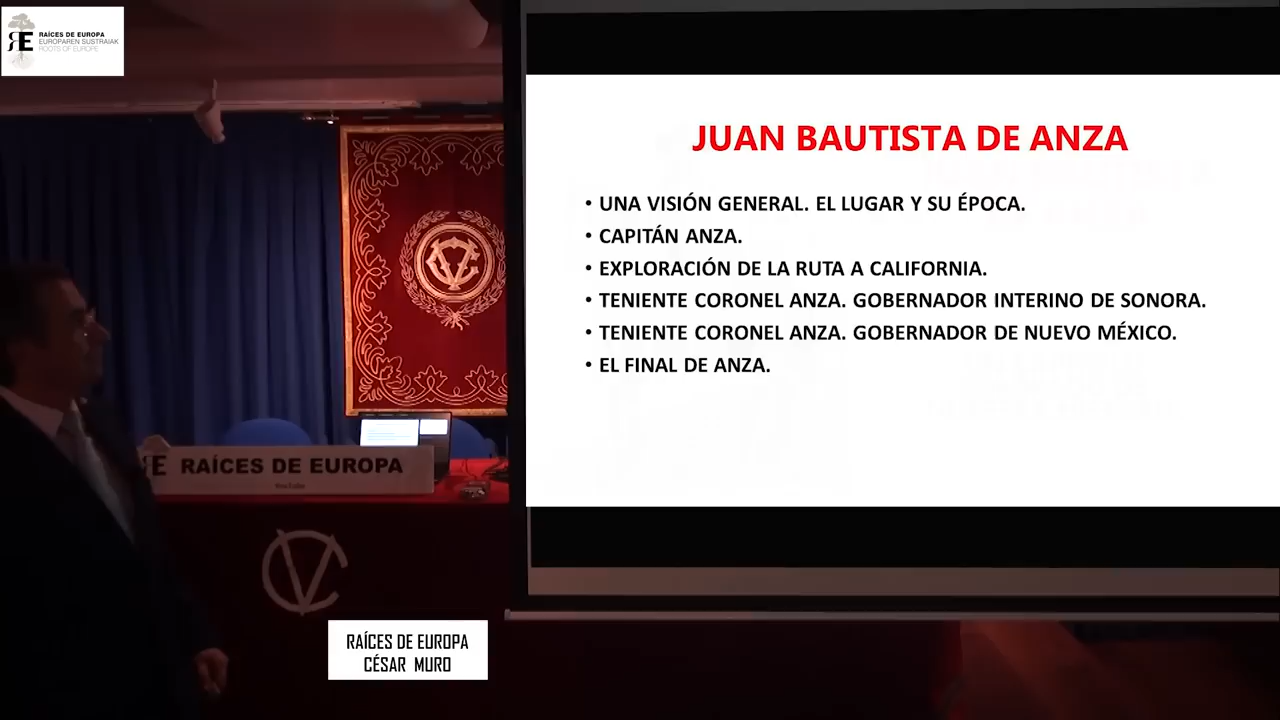 RAÍCES DE EUROPA
EUROPAREN SUSTRAIAK
ROOTS OF EUROPE
JUAN BAUTISTA DE ANZA
• UNA VISIÓN GENERAL. EL LUGAR Y SU ÉPOCA.
• CAPITÁN ANZA.
• EXPLORACIÓN DE LA RUTA A CALIFORNIA.
• TENIENTE CORONEL ANZA. GOBERNADOR INTERINO DE SONORA.
• TENIENTE CORONEL ANZA. GOBERNADOR DE NUEVO MÉXICO.
• EL FINAL DE ANZA.
RAÍCES DE EUROPA
YouTube
RAÍCES DE EUROPA
CÉSAR MURO